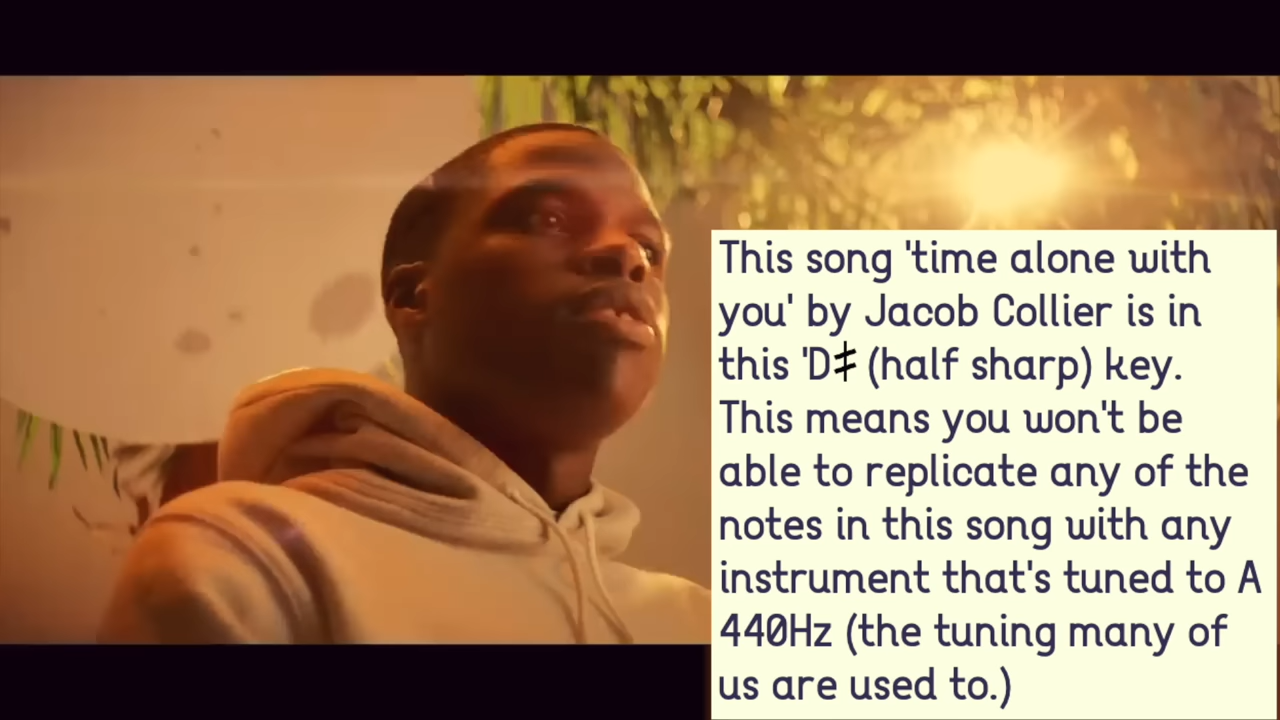 This song 'time alone with
you' by Jacob Collier is in
this 'D𝄲 (half sharp) key.
This means you won't be
able to replicate any of the
notes in this song with any
instrument that's tuned to A
440Hz (the tuning many of
us are used to.)